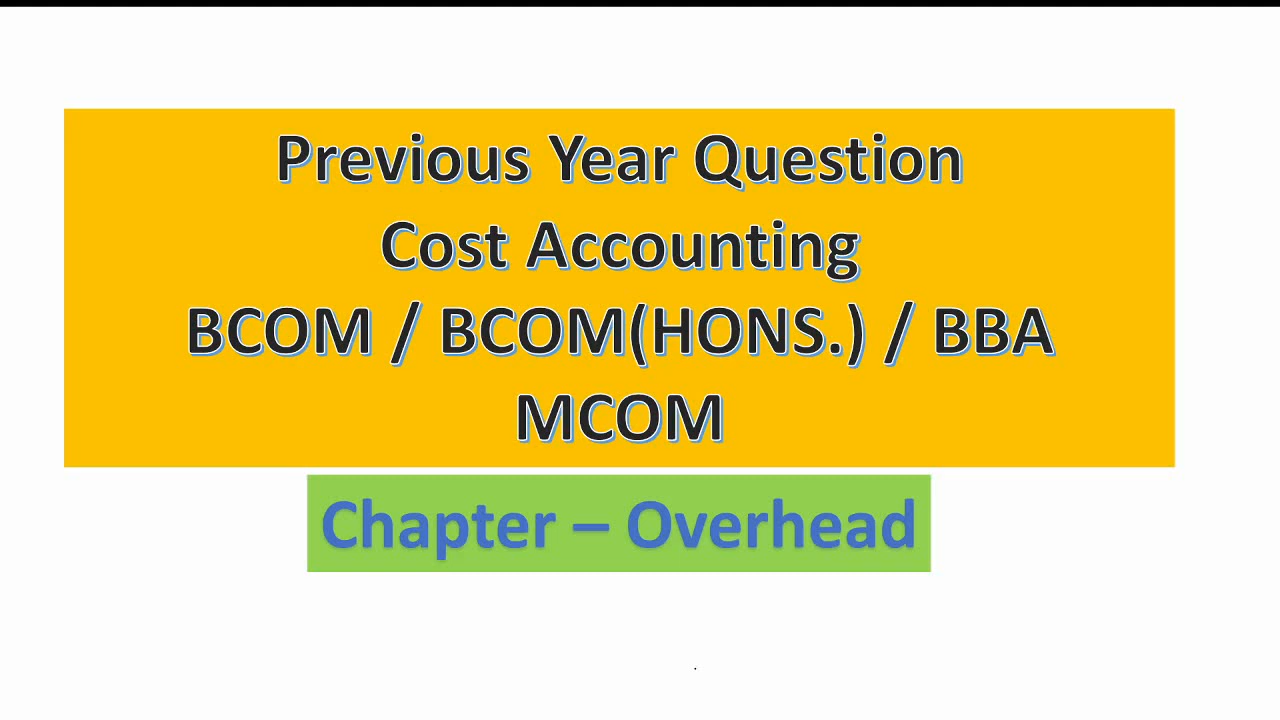 Previous Year Question
Cost Accounting
BCOM / BCOM(HONS.) / BBA
MCOM
Chapter – Overhead